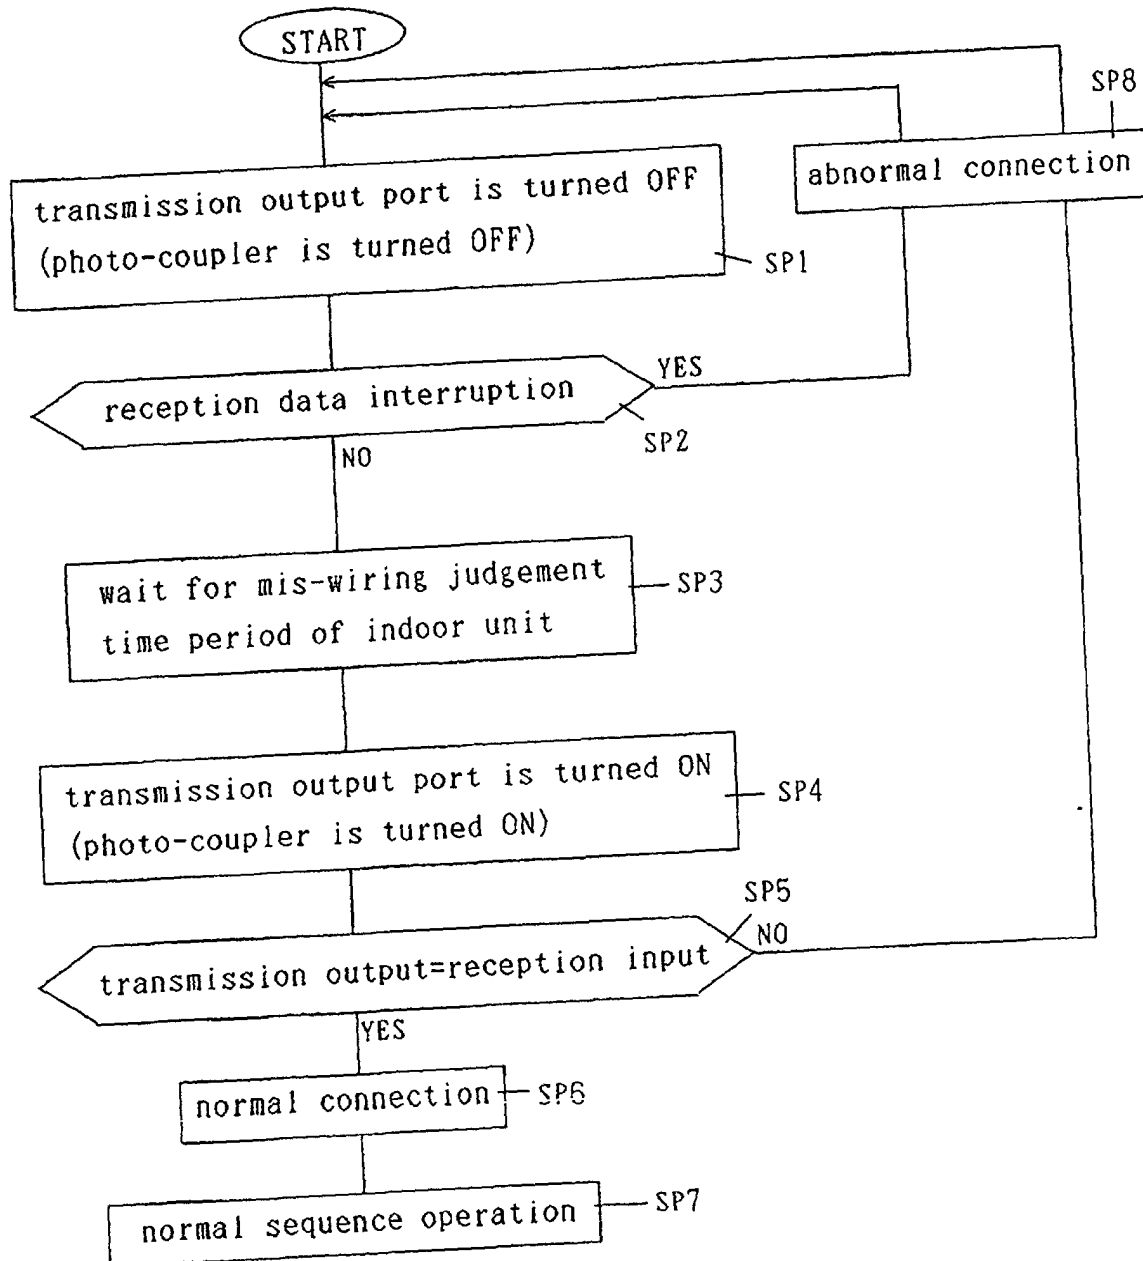 START
SP8
abnormal connection
transmission output port is turned OFF
(photo-coupler is turned OFF)
SP1
reception data interruption
YES
SP2
NO
wait for mis-wiring judgement
time period of indoor unit
SP3
transmission output port is turned ON
(photo-coupler is turned ON)
SP4
SP5
transmission output=reception input
NO
YES
normal connection
SP6
normal sequence operation
SP7